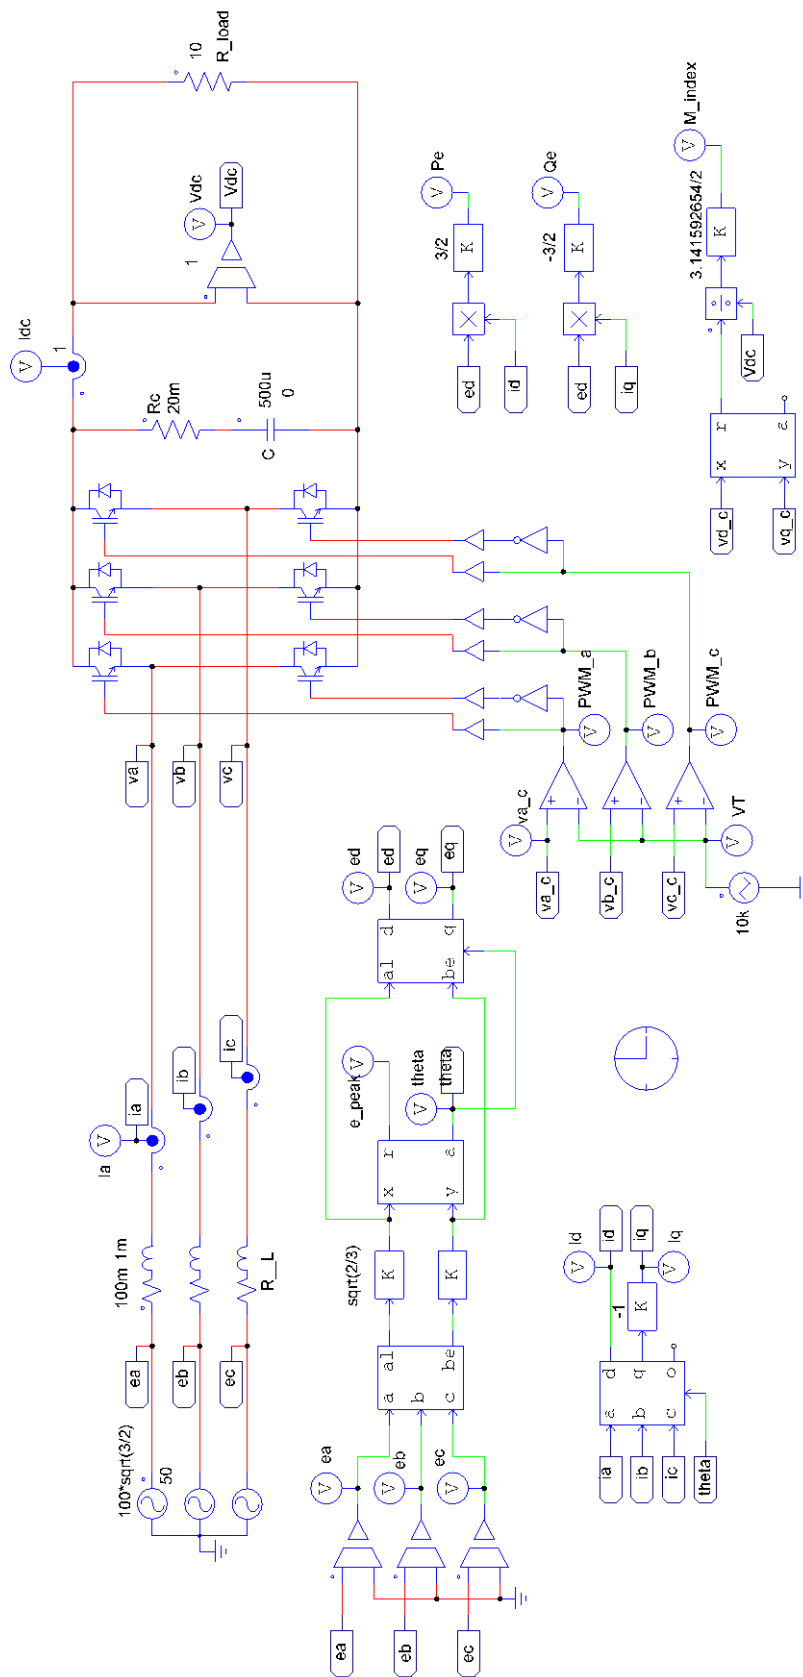 100*sqrt(3/2)
50
ea
eb
ec
100m 1m
R__L
Ia
V
ia
ib
ic
va
vb
vc
Idc
V
1
Rc
20m
500u
0
C
Vdc
V
Vdc
1
10
R_load
ea
eb
ec
ea
V
eb
V
ec
V
a
b
c
al
be
sqrt(2/3)
K
K
x
y
r
a
e_peak
V
theta
V
theta
al
be
d
q
ed
V
ed
eq
V
eq
va_c
V
va_c
vb_c
vc_c
10k
VT
V
PWM_a
V
PWM_b
V
PWM_c
V
ed
id
3/2
K
Pe
V
ed
iq
-3/2
K
Qe
V
ia
ib
ic
theta
a
b
c
d
q
o
-1
K
Id
V
id
iq
Iq
V
vd_c
vq_c
x
y
r
a
Vdc
3.141592654/2
K
M_index
V